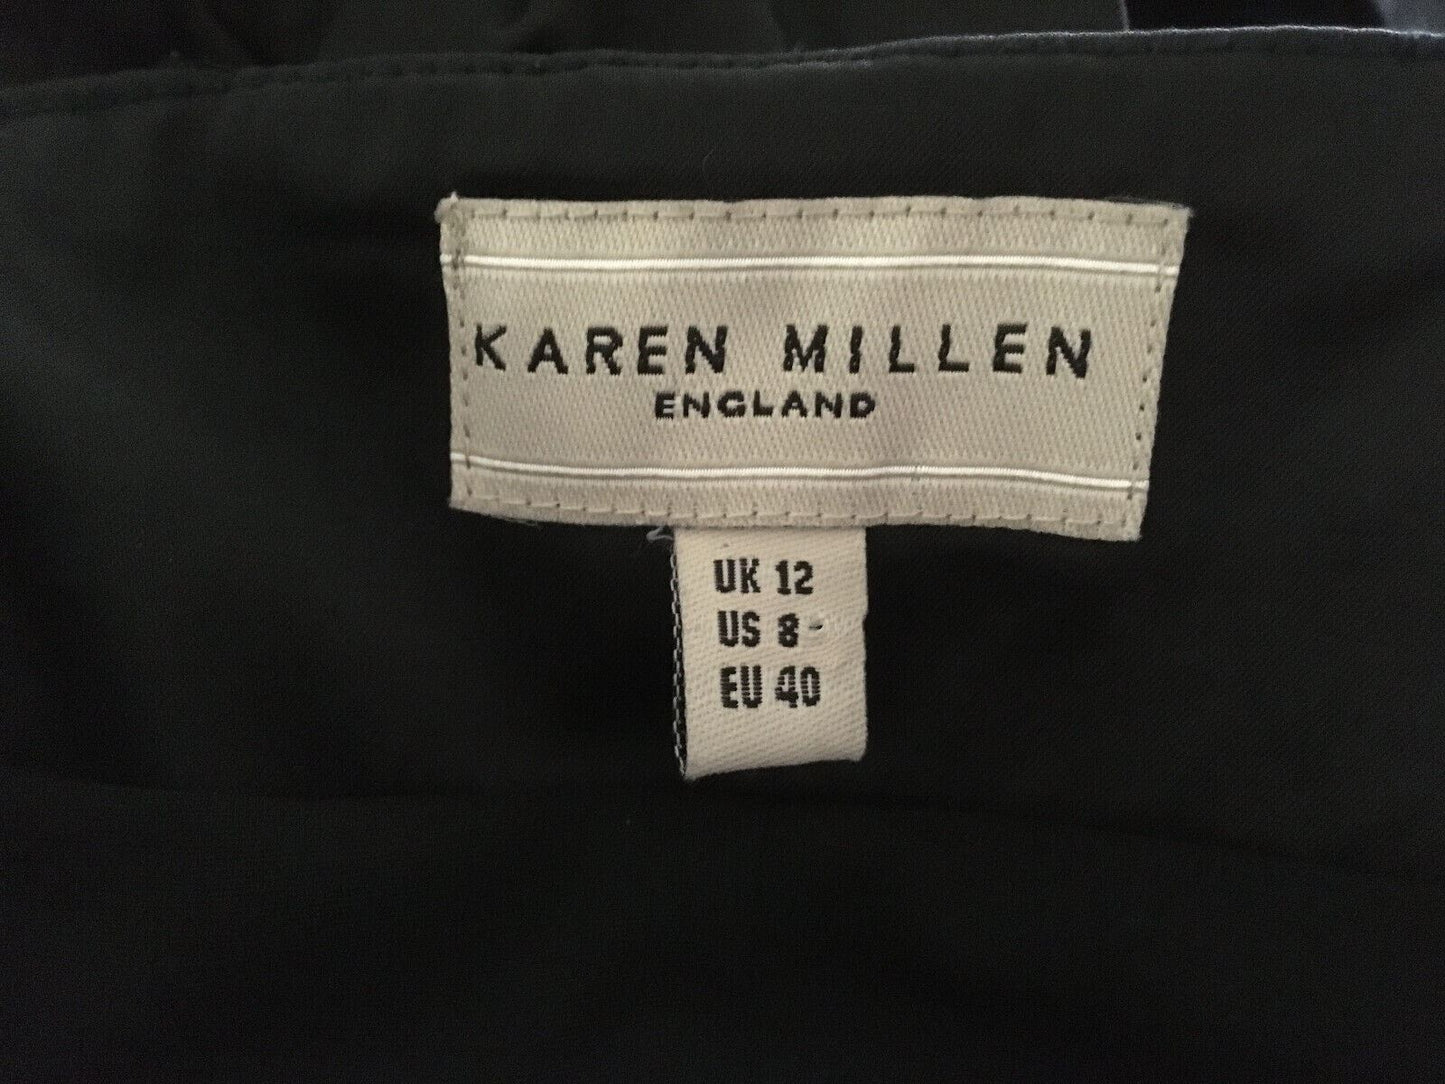 KAREN MILLEN
ENGLAND
UK 12
US 8
EU 40